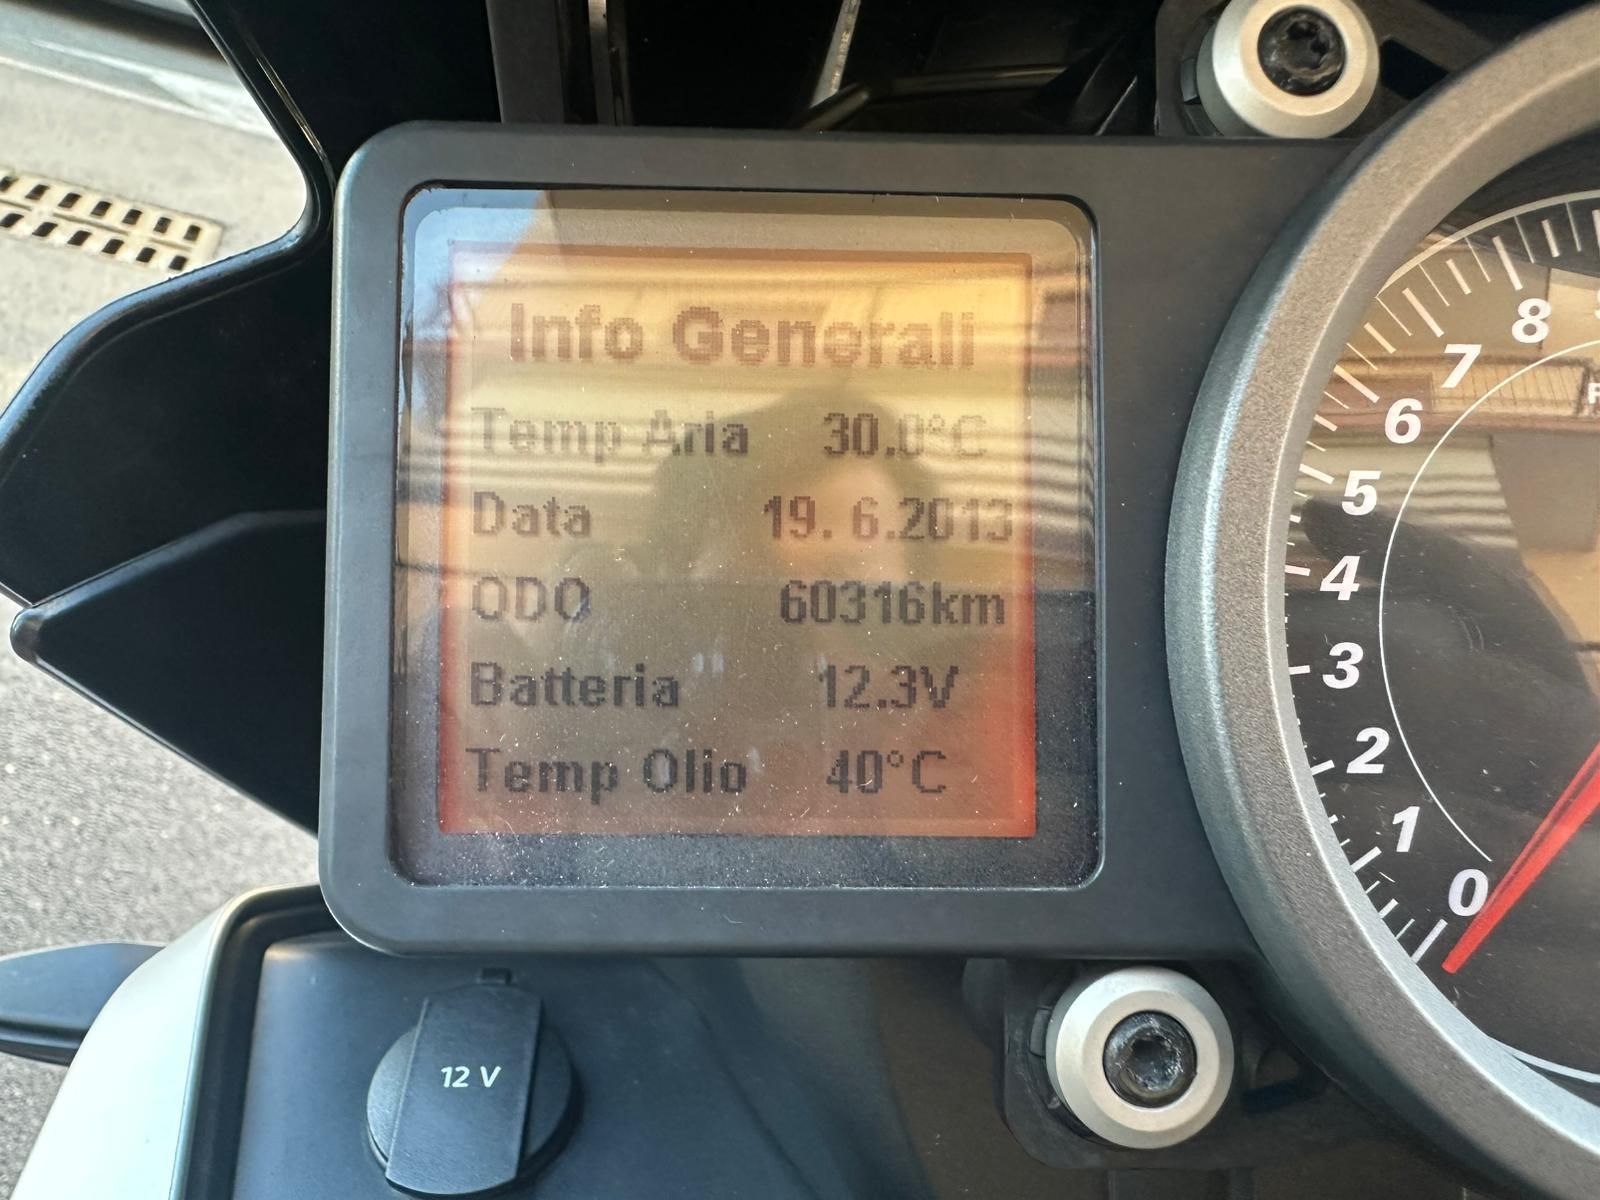 Info Generali
Temp Aria 30.0°C
Data 19. 6.2013
ODO 60316km
Batteria 12.3V
Temp Olio 40°C
8
7
6
5
4
3
2
1
0
12 V